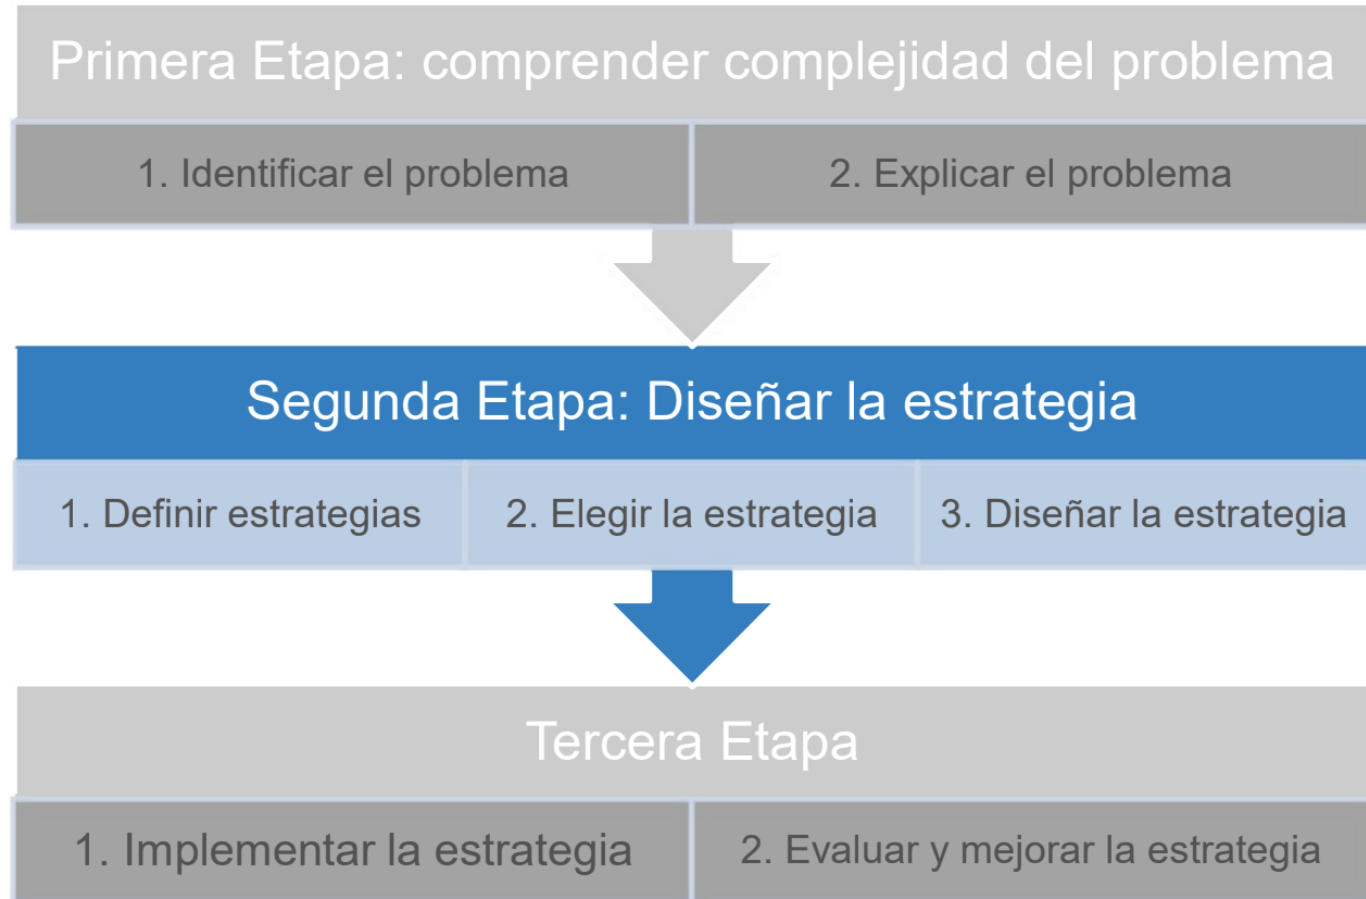 Primera Etapa: comprender complejidad del problema
1. Identificar el problema
2. Explicar el problema
Segunda Etapa: Diseñar la estrategia
1. Definir estrategias
2. Elegir la estrategia
3. Diseñar la estrategia
Tercera Etapa
1. Implementar la estrategia
2. Evaluar y mejorar la estrategia